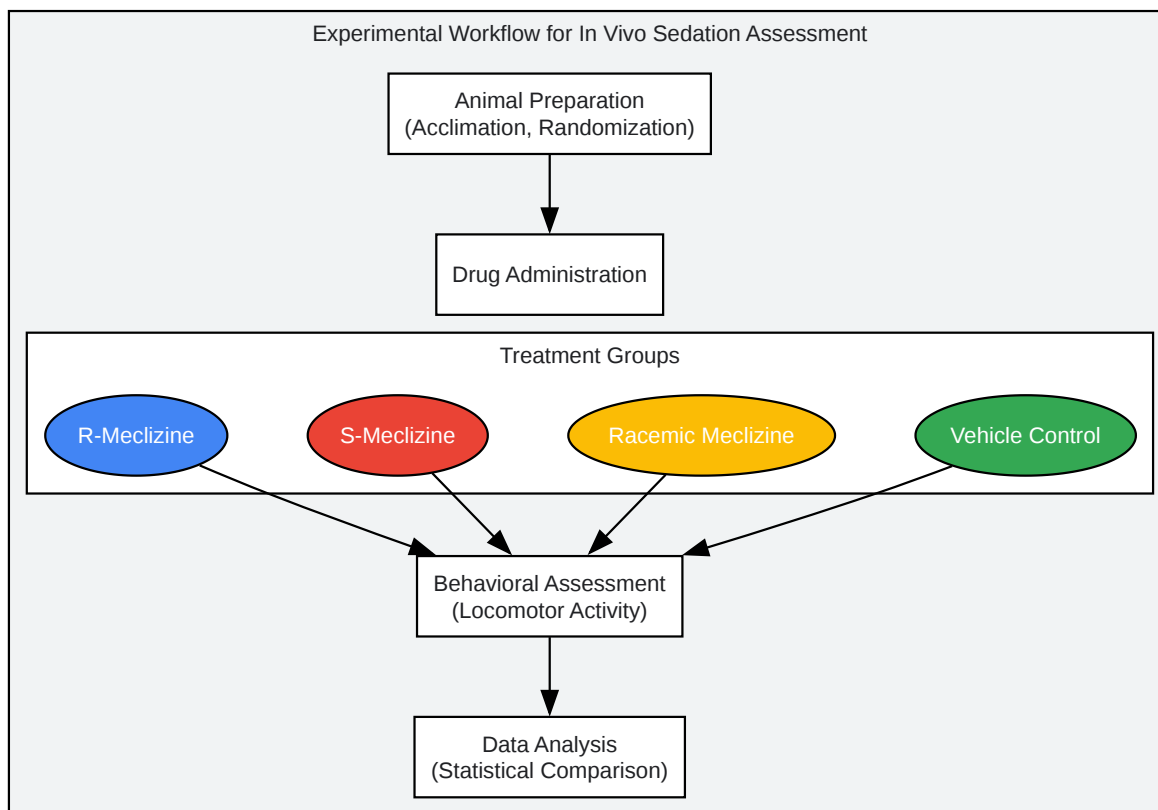 Experimental Workflow for In Vivo Sedation Assessment
Animal Preparation
(Acclimation, Randomization)
Drug Administration
Treatment Groups
R-Meclizine
S-Meclizine
Racemic Meclizine
Vehicle Control
Behavioral Assessment
(Locomotor Activity)
Data Analysis
(Statistical Comparison)